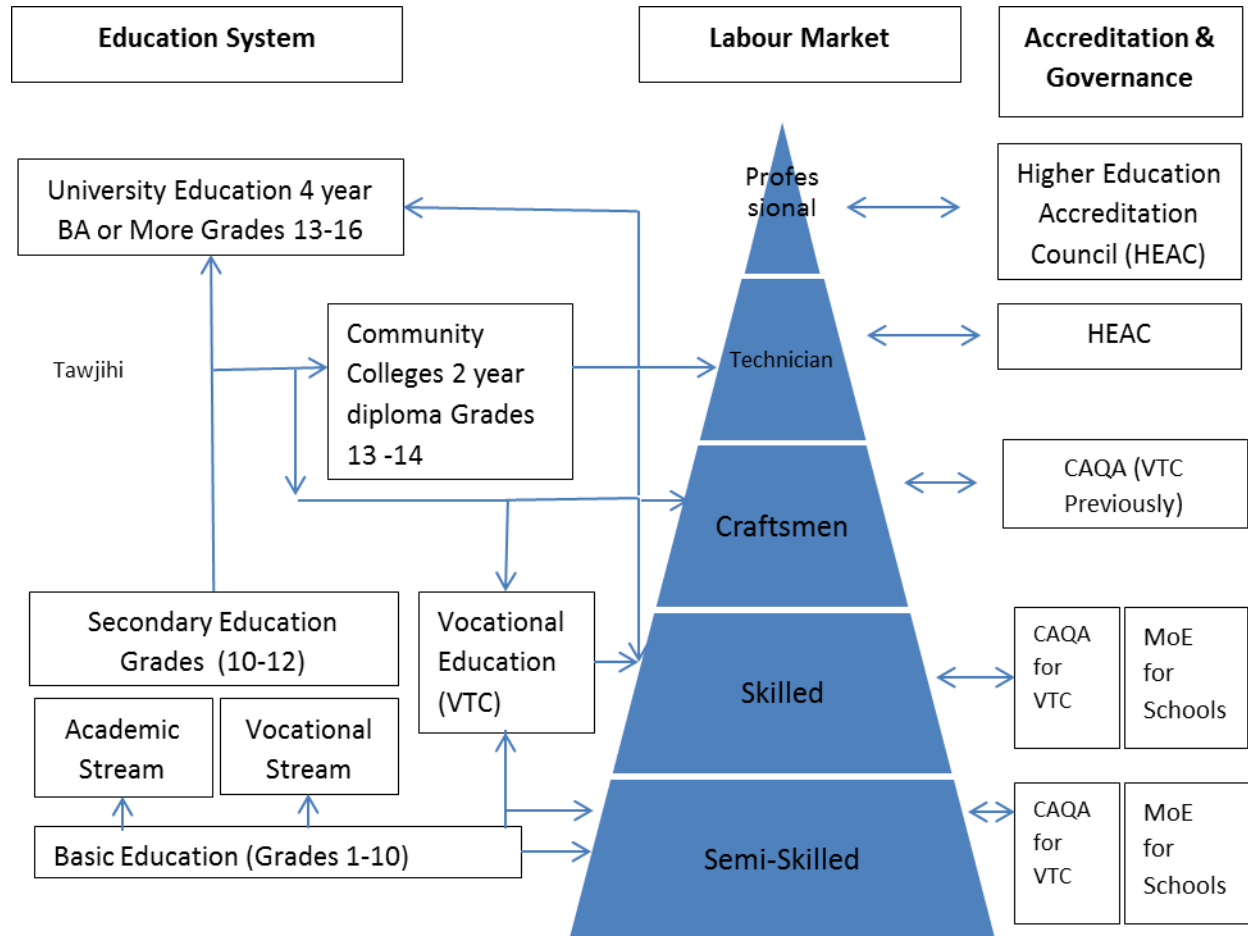 Education System
Labour Market
Accreditation &
Governance
University Education 4 year
BA or More Grades 13-16
Profes
sional
Higher Education
Accreditation
Council (HEAC)
Tawjihi
Community
Colleges 2 year
diploma Grades
13 -14
Technician
HEAC
Craftsmen
CAQA (VTC
Previously)
Secondary Education
Grades  (10-12)
Academic
Stream
Vocational
Stream
Vocational
Education
(VTC)
Skilled
CAQA
for
VTC
MoE
for
Schools
Basic Education (Grades 1-10)
Semi-Skilled
CAQA
for
VTC
MoE
for
Schools